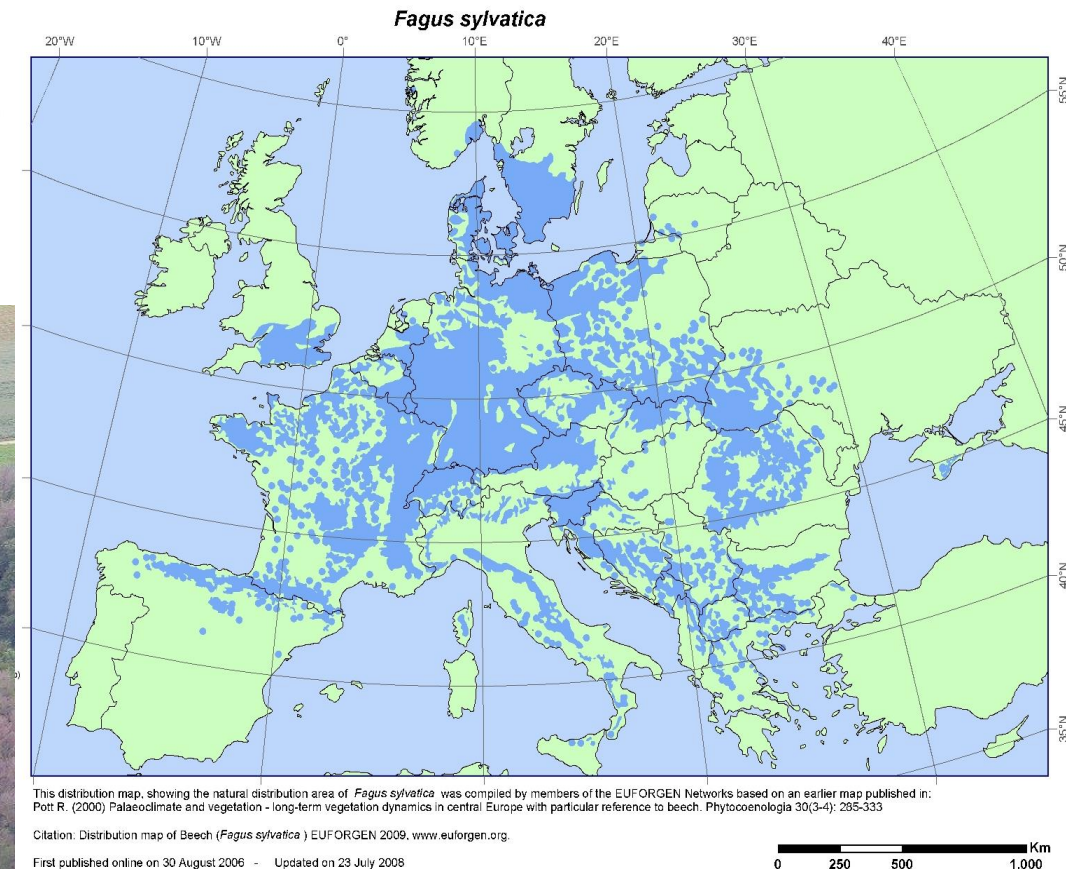 Fagus sylvatica
20°W 10°W 0° 10°E 20°E 30°E 40°E
55°N
50°N
45°N
40°N
35°N
This distribution map, showing the natural distribution area of Fagus sylvatica was compiled by members of the EUFORGEN Networks based on an earlier map published in:
Pott R. (2000) Palaeoclimate and vegetation - long-term vegetation dynamics in central Europe with particular reference to beech. Phytocoenologia 30(3-4): 285-333
Citation: Distribution map of Beech (Fagus sylvatica ) EUFORGEN 2009, www.euforgen.org.
First published online on 30 August 2006 - Updated on 23 July 2008
Km
0 250 500 1.000